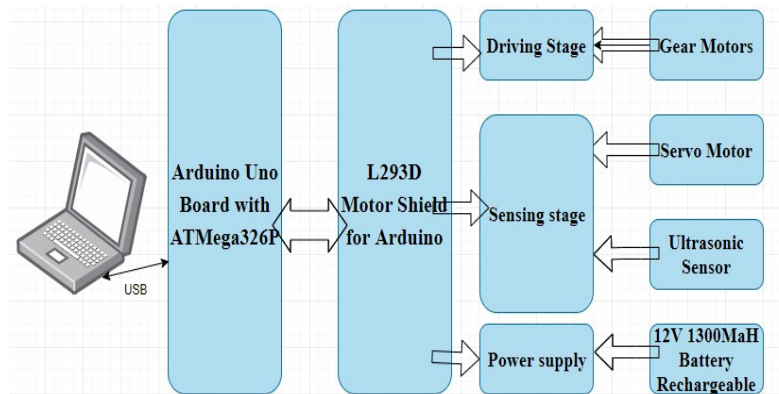 USB
Arduino Uno
Board with
ATMega326P
L293D
Motor Shield
for Arduino
Driving Stage
Sensing stage
Power supply
Gear Motors
Servo Motor
Ultrasonic
Sensor
12V 1300MaH
Battery
Rechargeable